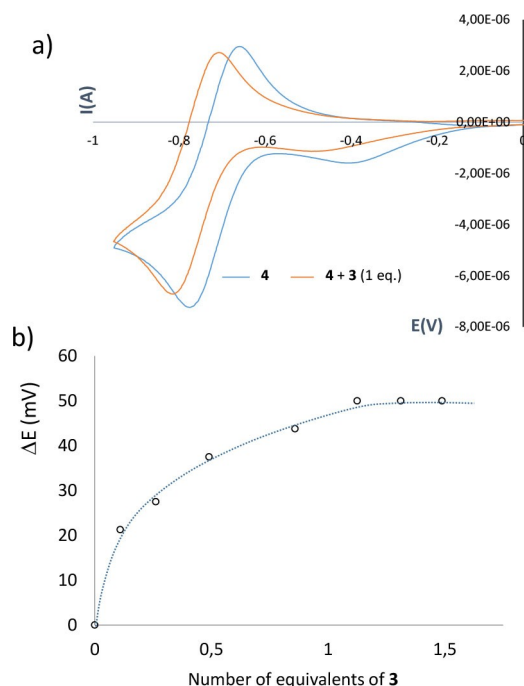 a)
4,00E-06
2,00E-06
0,00E+00
-2,00E-06
-4,00E-06
-6,00E-06
-8,00E-06
I(A)
-1 -0,8 -0,6 -0,4 -0,2 0
4 4 + 3 (1 eq.)
E(V)
b)
60
50
40
30
20
10
0
ΔE (mV)
0 0,5 1 1,5
Number of equivalents of 3